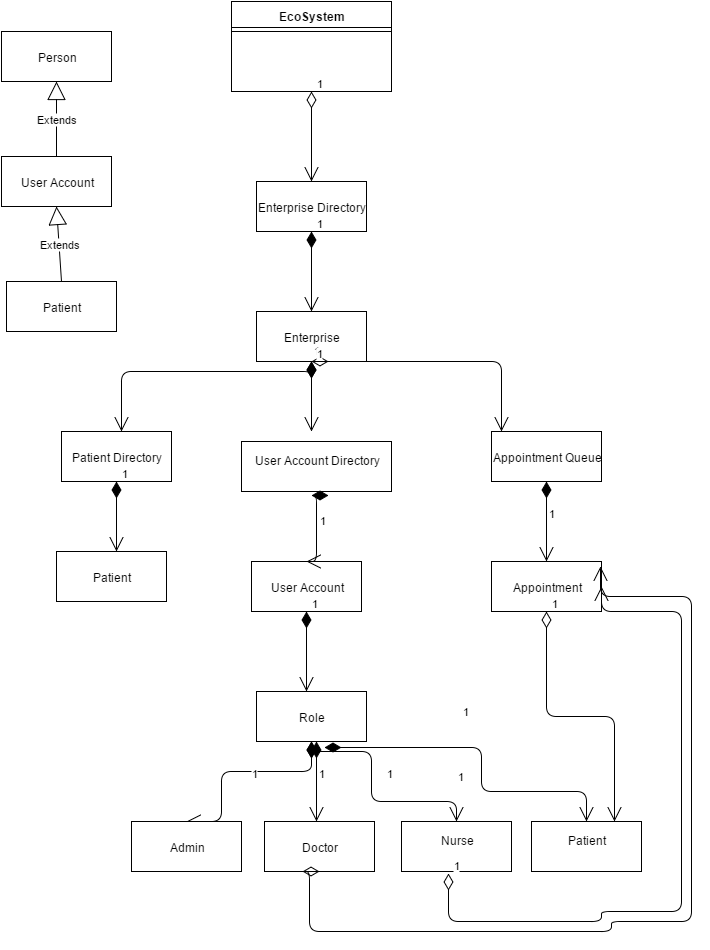 EcoSystem
1
Person
Extends
User Account
Extends
Patient
Enterprise Directory
1
Enterprise
1
Patient Directory
1
User Account Directory
1
Appointment Queue
1
Patient
User Account
1
Appointment
1
Role
1
1
1
1
1
Admin
Doctor
Nurse
1
Patient